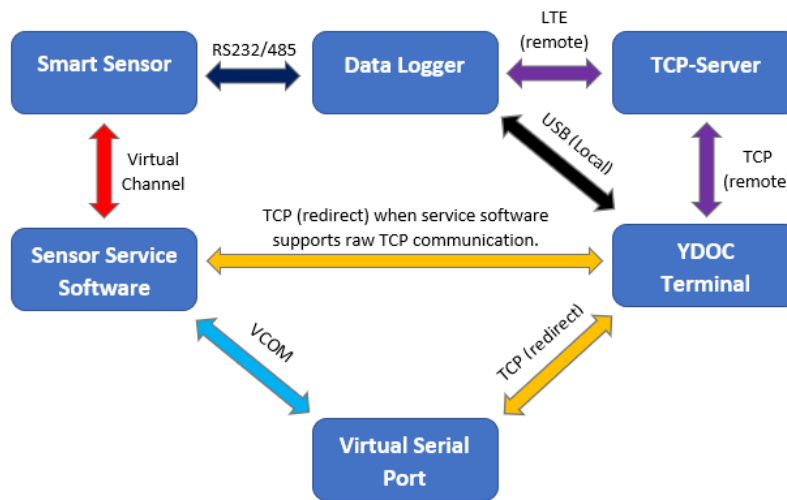 LTE
(remote)
RS232/485
Smart Sensor
Data Logger
TCP-Server
USB (Local)
Virtual
Channel
TCP
(remote)
TCP (redirect) when service software
supports raw TCP communication.
Sensor Service
Software
YDOC
Terminal
VCOM
TCP (redirect)
Virtual Serial
Port